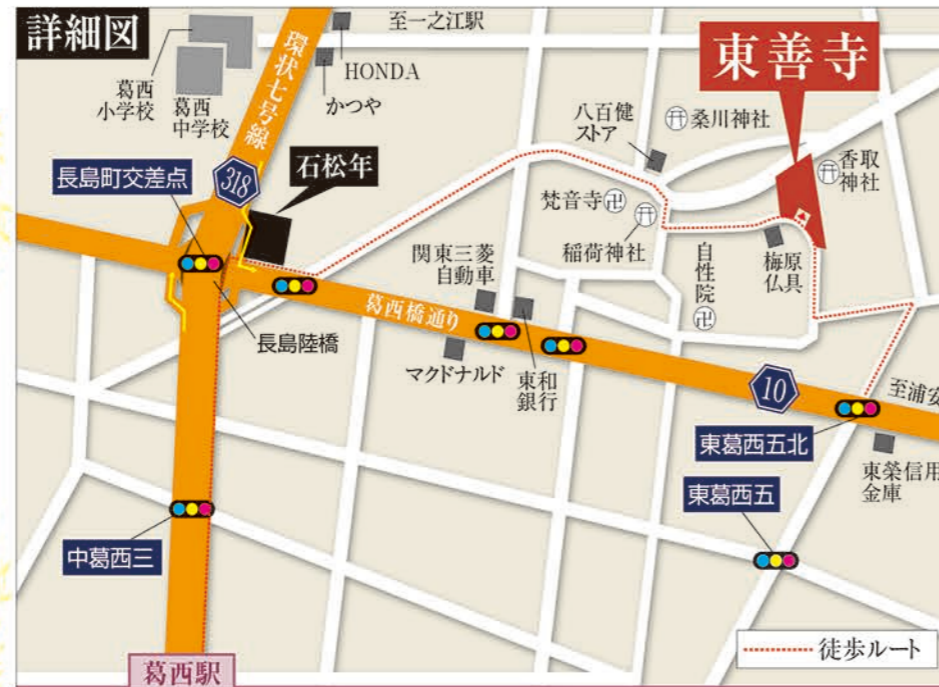 詳細図
至一之江駅
東善寺
環状七号線
HONDA
かつや
葛西
小学校
葛西
中学校
八百健
ストア
桑川神社
香取
神社
長島町交差点
318
石松年
梵音寺
稲荷神社
関東三菱
自動車
自性院
梅原
仏具
葛西橋通り
長島陸橋
マクドナルド
東和
銀行
10
至浦安
東葛西五北
東榮信用
金庫
東葛西五
中葛西三
徒歩ルート
葛西駅